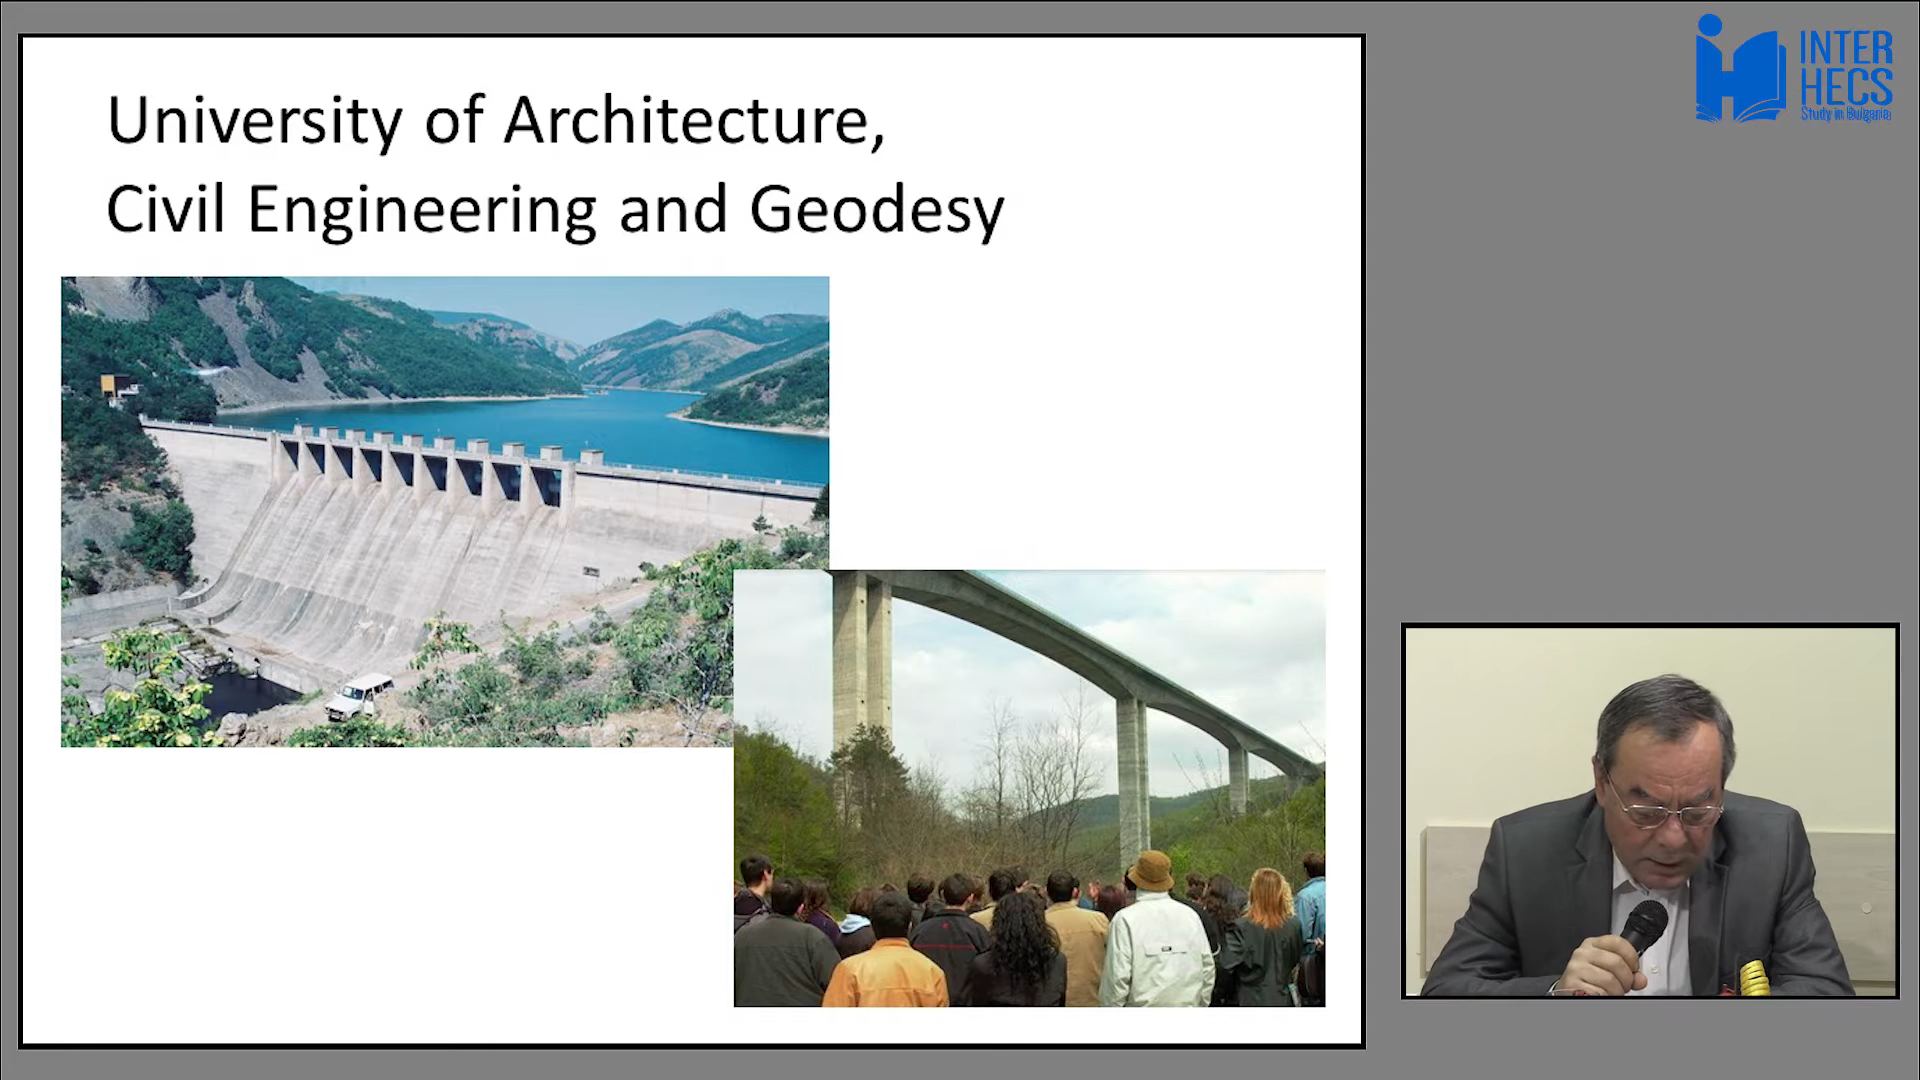 University of Architecture,
Civil Engineering and Geodesy
INTER
HECS
Study in Bulgaria